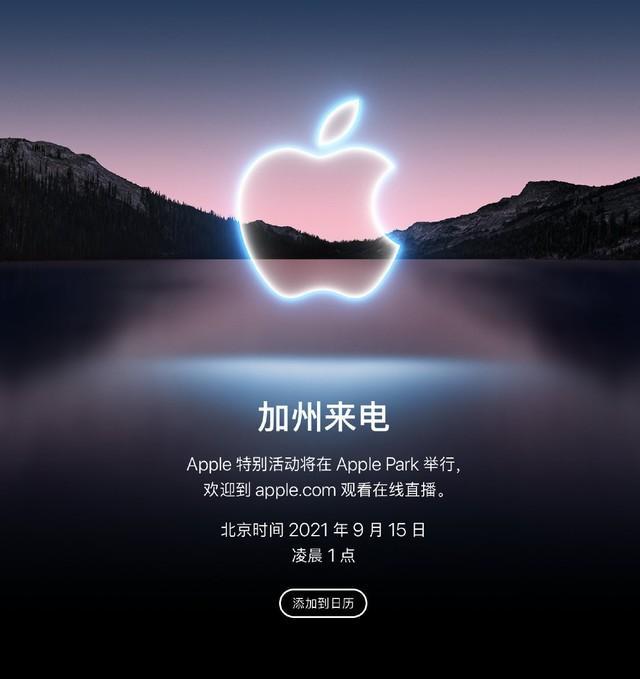 加州来电
Apple 特别活动将在 Apple Park 举行，
欢迎到 apple.com 观看在线直播。
北京时间 2021 年 9 月 15 日
凌晨 1 点
添加到日历